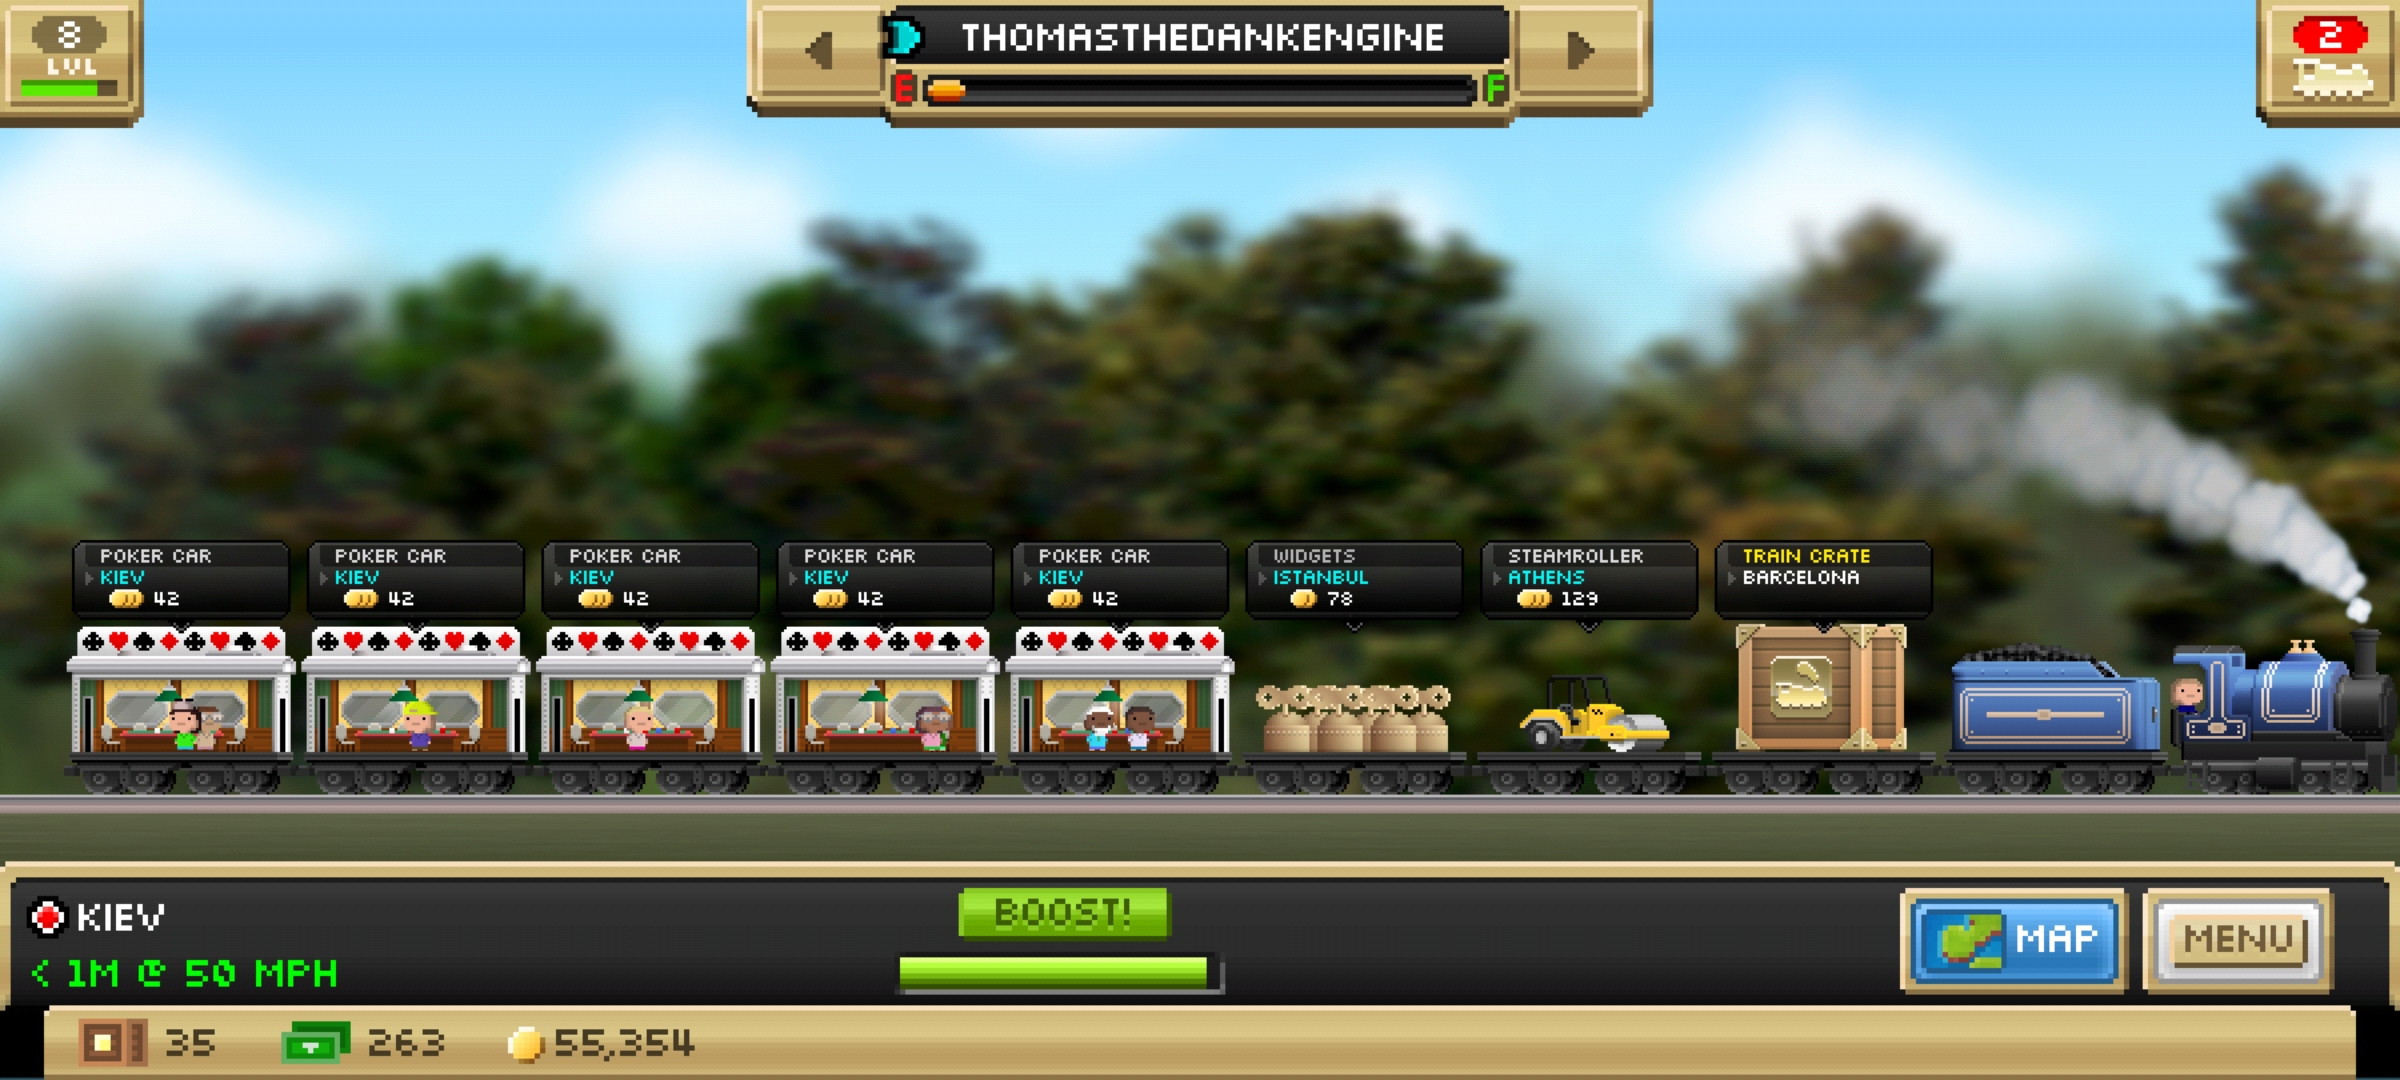 8
LVL
THOMASTHEDANKENGINE
E F
2
POKER CAR
KIEV
42
POKER CAR
KIEV
42
POKER CAR
KIEV
42
POKER CAR
KIEV
42
POKER CAR
KIEV
42
WIDGETS
ISTANBUL
78
STEAMROLLER
ATHENS
129
TRAIN CRATE
BARCELONA
KIEV
< 1M @ 50 MPH
BOOST!
MAP
MENU
35
263
55,354